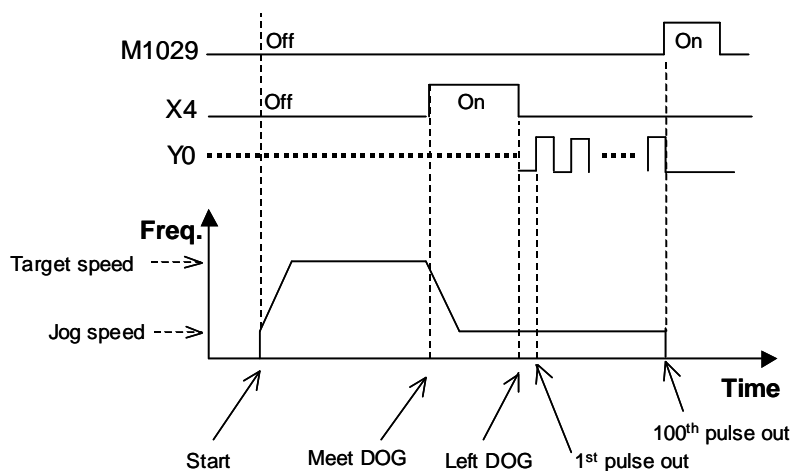 M1029 Off On
X4 Off On
Y0
Freq.
Target speed
Jog speed
Time
Start Meet DOG Left DOG 1st pulse out 100th pulse out